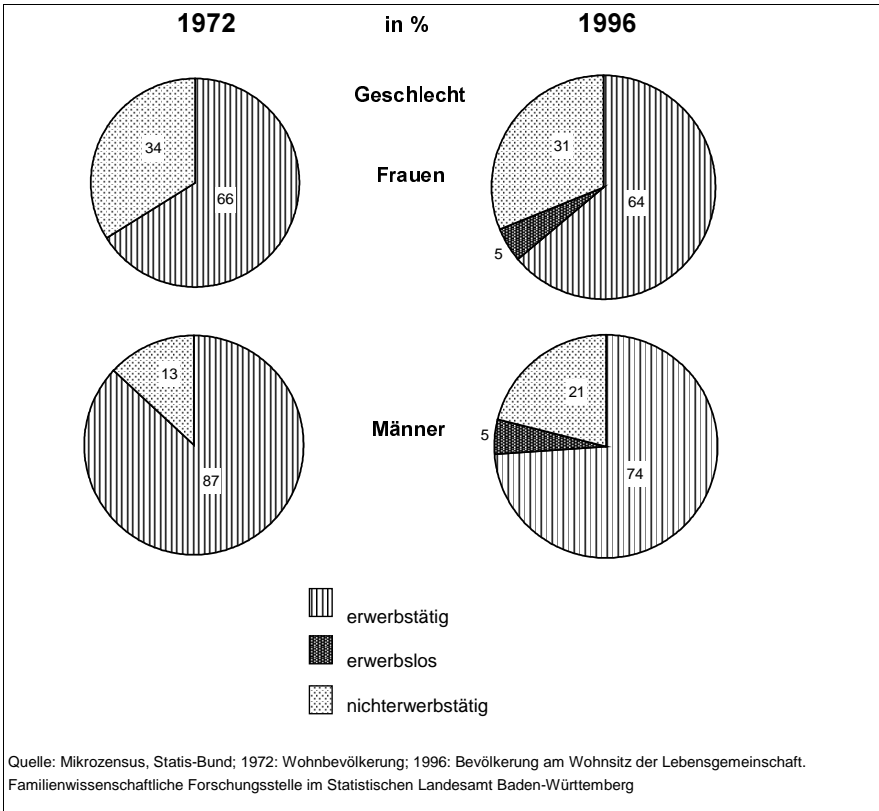 1972 in % 1996
Geschlecht
34 31
Frauen
66 64
5
13 21
Männer
5
87 74
erwerbstätig
erwerbslos
nichterwerbstätig
Quelle: Mikrozensus, Statis-Bund; 1972: Wohnbevölkerung; 1996: Bevölkerung am Wohnsitz der Lebensgemeinschaft.
Familienwissenschaftliche Forschungsstelle im Statistischen Landesamt Baden-Württemberg